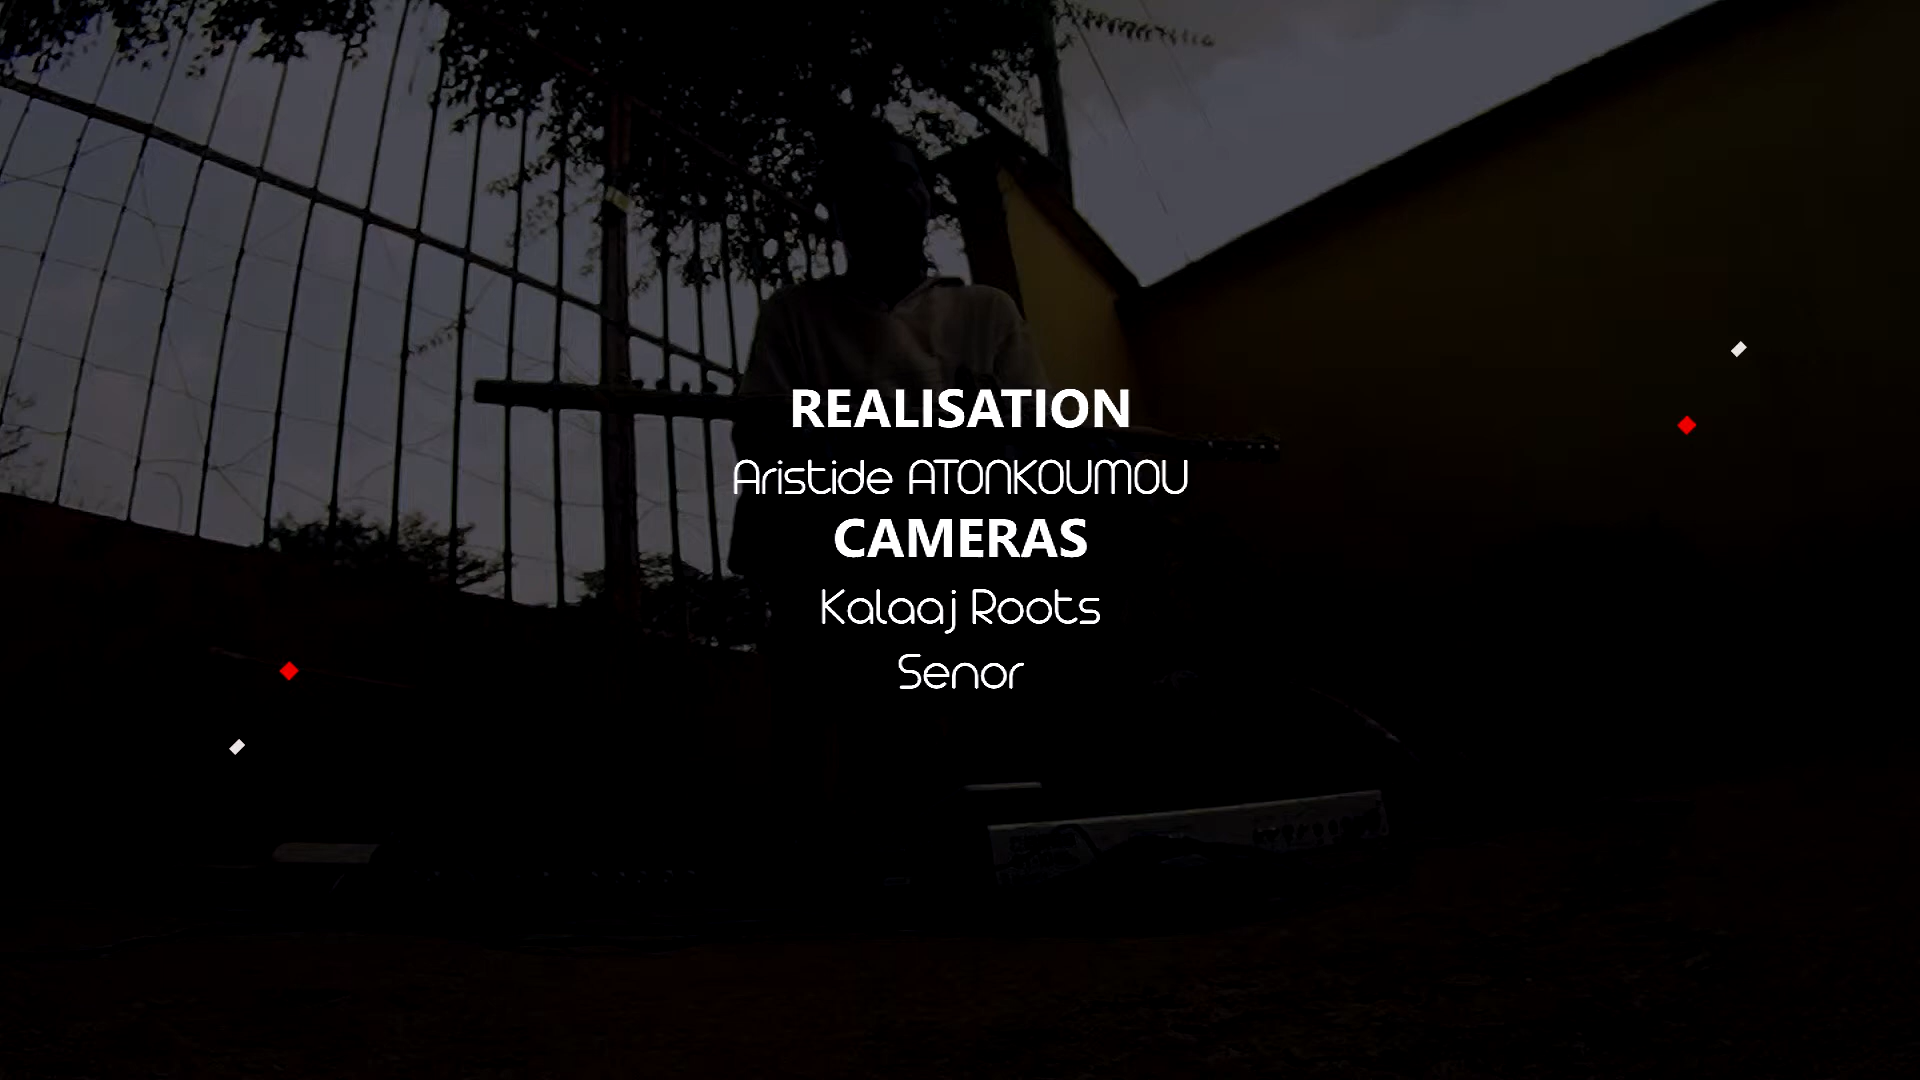 REALISATION
Aristide ATONKOUMOU
CAMERAS
Kalaaj Roots
Senor